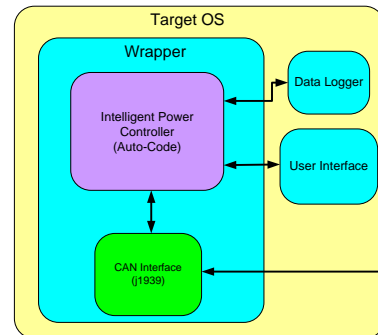 Target OS
Wrapper
Intelligent Power
Controller
(Auto-Code)
Data Logger
User Interface
CAN Interface
(j1939)